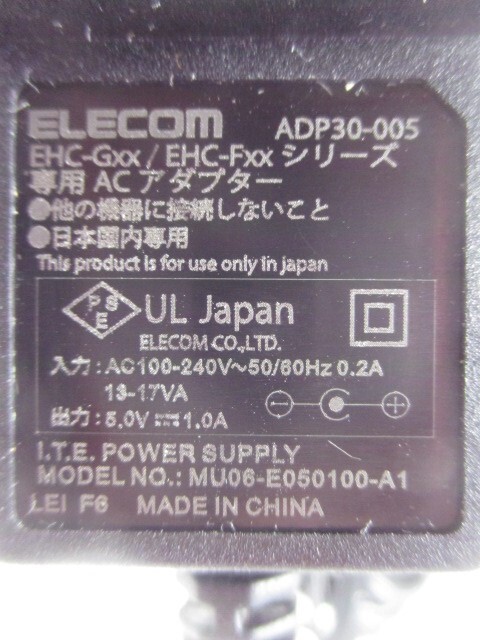 ELECOM ADP30-005
EHC-Gxx / EHC-Fxx シリーズ
専用 AC アダプター
●他の機器に接続しないこと
●日本国内専用
This product is for use only in japan
PSE UL Japan
ELECOM CO.,LTD.
入力:AC100-240V～50/60Hz 0.2A
13-17VA
出力:5.0V⎓1.0A
I.T.E. POWER SUPPLY
MODEL NO.: MU06-E050100-A1
LEI F6 MADE IN CHINA